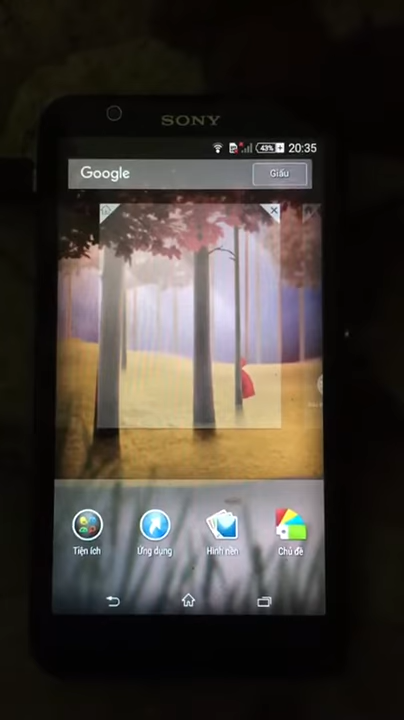 SONY
43% 20:35
Google Giấu
Tiện ích Ứng dụng Hình nền Chủ đề